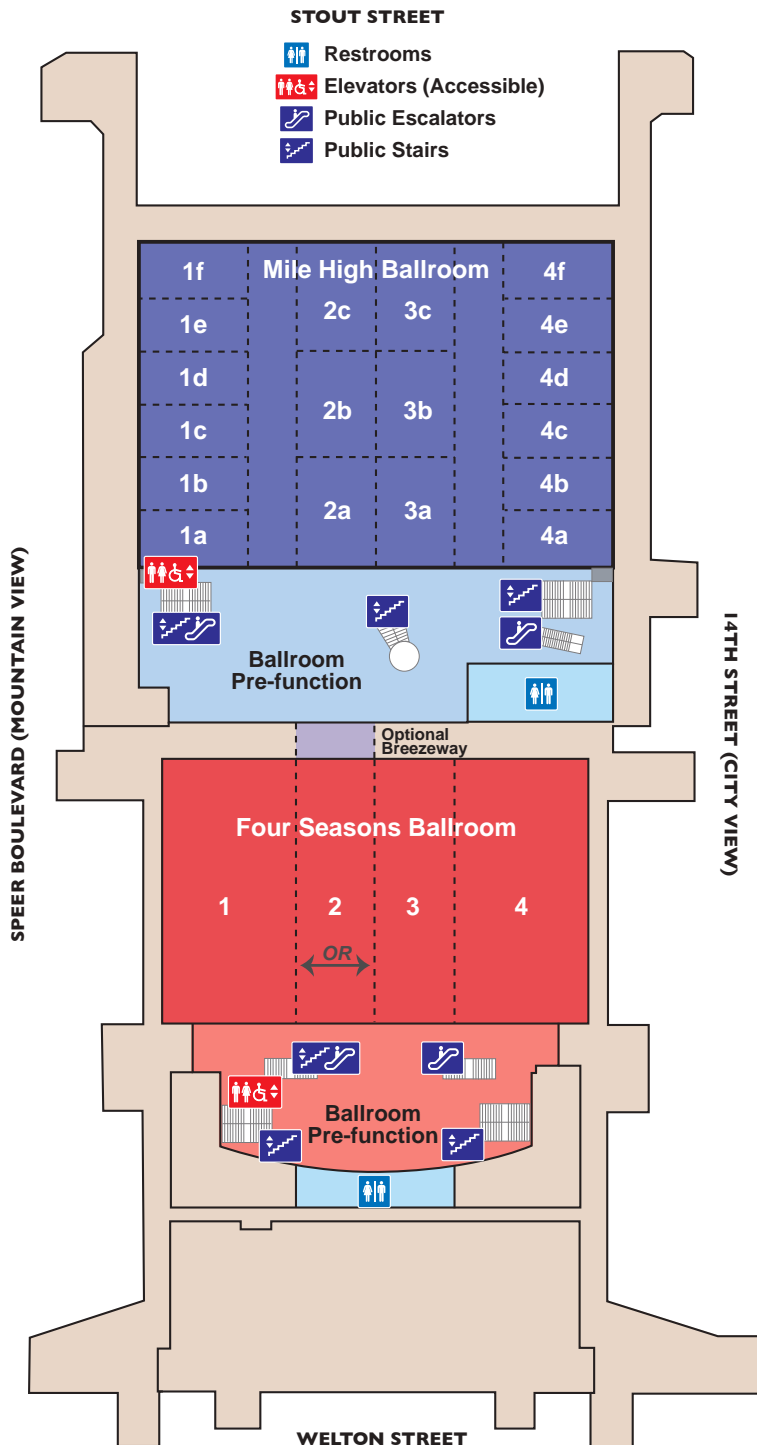 STOUT STREET
Restrooms
Elevators (Accessible)
Public Escalators
Public Stairs
Mile High Ballroom
1f
4f
2c
3c
1e
4e
1d
4d
2b
3b
1c
4c
1b
4b
2a
3a
1a
4a
SPEER BOULEVARD (MOUNTAIN VIEW)
14TH STREET (CITY VIEW)
Ballroom
Pre-function
Optional
Breezeway
Four Seasons Ballroom
1
2
3
4
OR
Ballroom
Pre-function
WELTON STREET